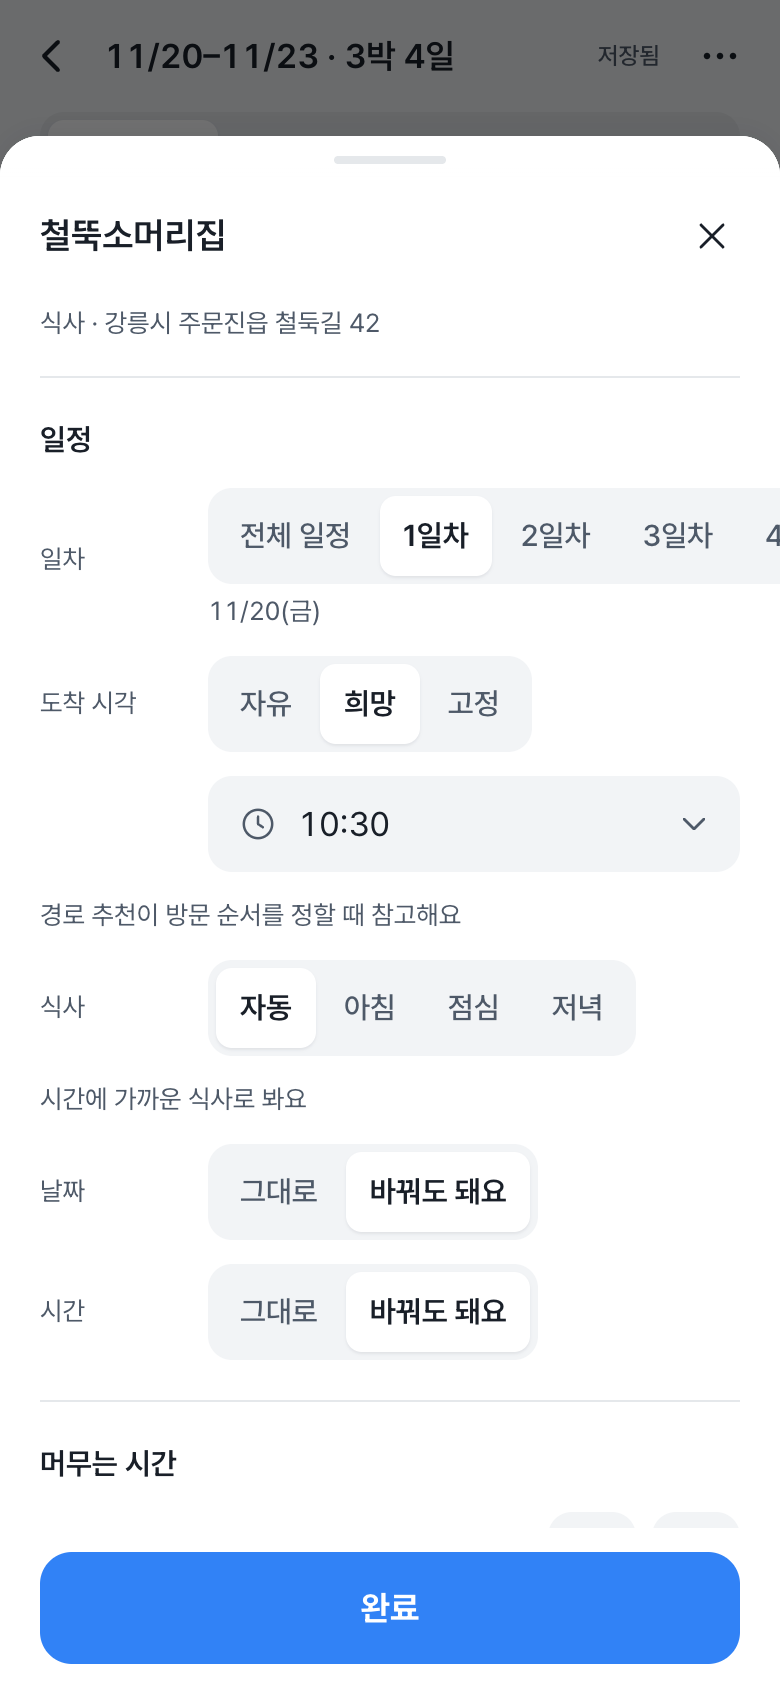 11/20–11/23 · 3박 4일 저장됨
철뚝소머리집
식사 · 강릉시 주문진읍 철둑길 42
일정
일차 전체 일정 1일차 2일차 3일차 4
11/20(금)
도착 시각 자유 희망 고정
10:30
경로 추천이 방문 순서를 정할 때 참고해요
식사 자동 아침 점심 저녁
시간에 가까운 식사로 봐요
날짜 그대로 바꿔도 돼요
시간 그대로 바꿔도 돼요
머무는 시간
완료